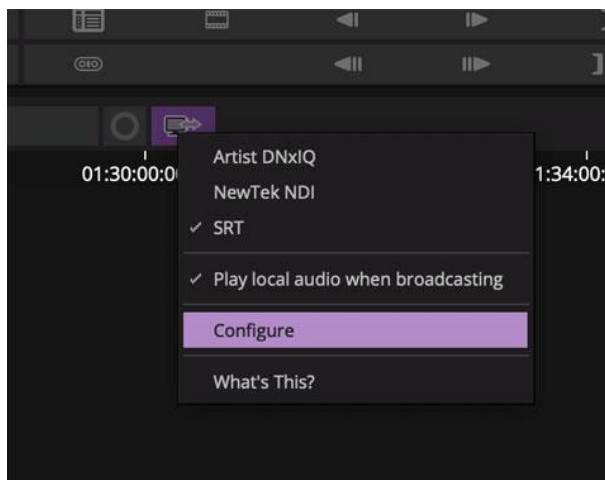 01:30:00:0
1:34:00:
Artist DNxIQ
NewTek NDI
SRT
Play local audio when broadcasting
Configure
What's This?